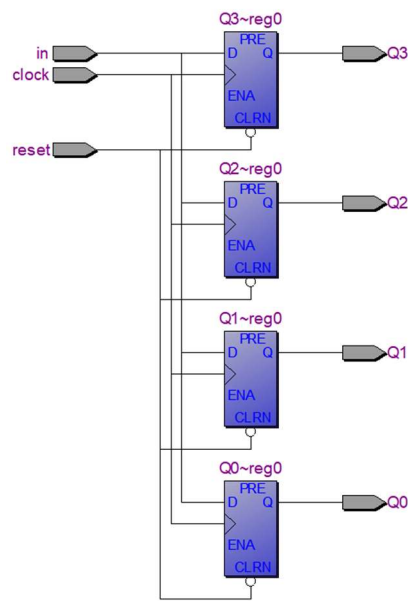 Q3~reg0
PRE
in D Q Q3
clock
ENA
CLRN
reset
Q2~reg0
PRE
D Q Q2
ENA
CLRN
Q1~reg0
PRE
D Q Q1
ENA
CLRN
Q0~reg0
PRE
D Q Q0
ENA
CLRN